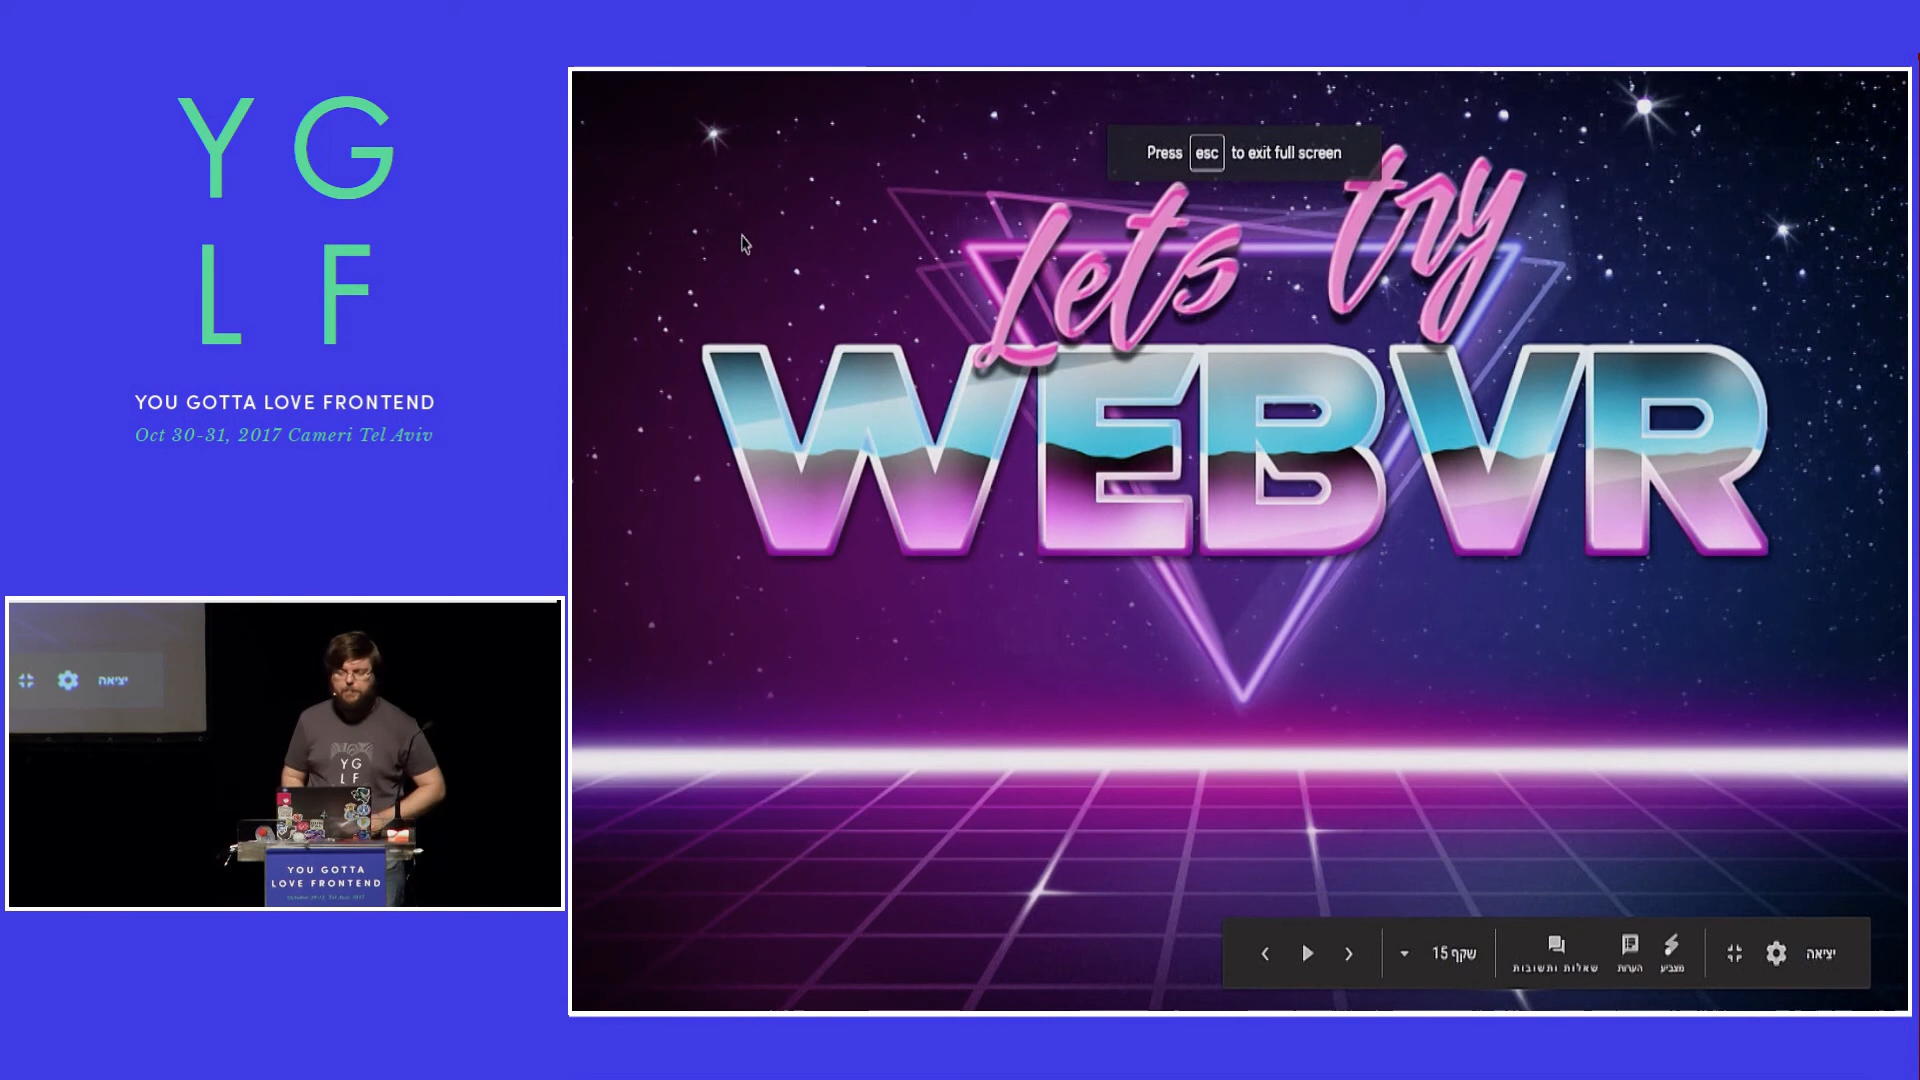 Y G
L F
YOU GOTTA LOVE FRONTEND
Oct 30-31, 2017 Cameri Tel Aviv
Press esc to exit full screen
Lets try
WEBVR
שקף 15
שאלות ותשובות
הערות
מצביע
יציאה
יציאה
YG
LF
YOU GOTTA
LOVE FRONTEND